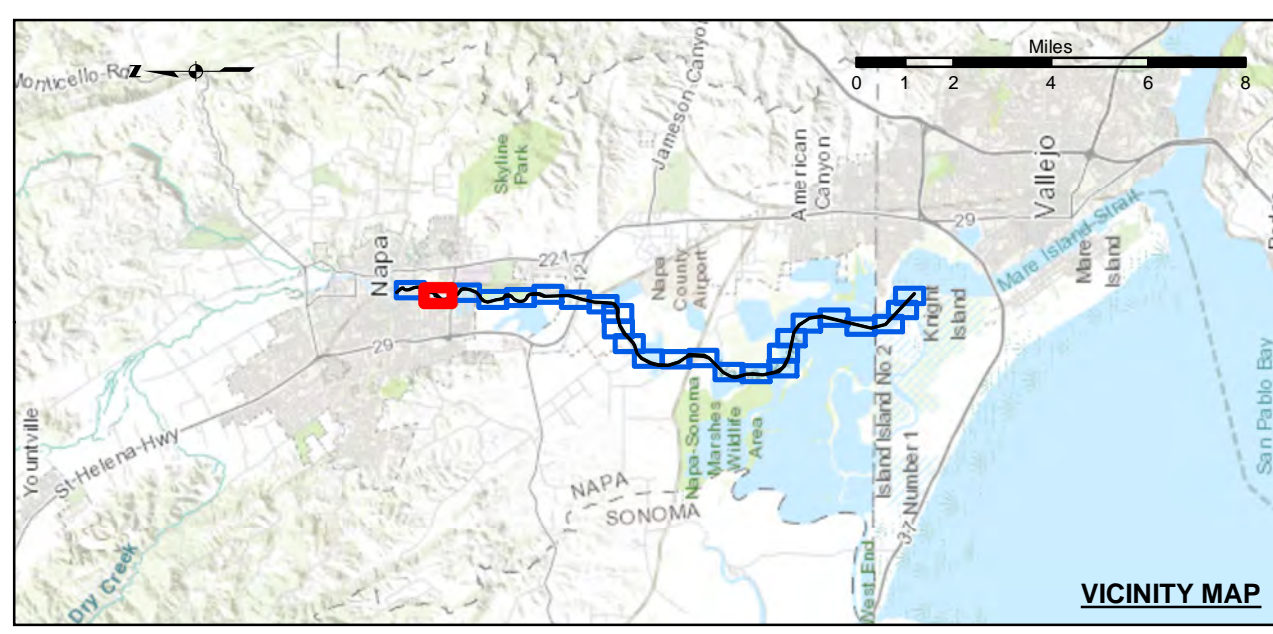 Miles
0 1 2 4 6 8
Monticello-Rd
Z
Jameson Canyon
Skyline
Park
American
Canyon
Vallejo
Napa
221
12
29
29
Napa
County
Airport
Mare Island-Strait
Mare
Island
Knight
Island
Island Island No 2
Napa-Sonoma
Marshes
Wildlife
Area
Yountville
St-Helena-Hwy
NAPA
SONOMA
37
Number 1
West End
San Pablo Bay
Dry Creek
VICINITY MAP